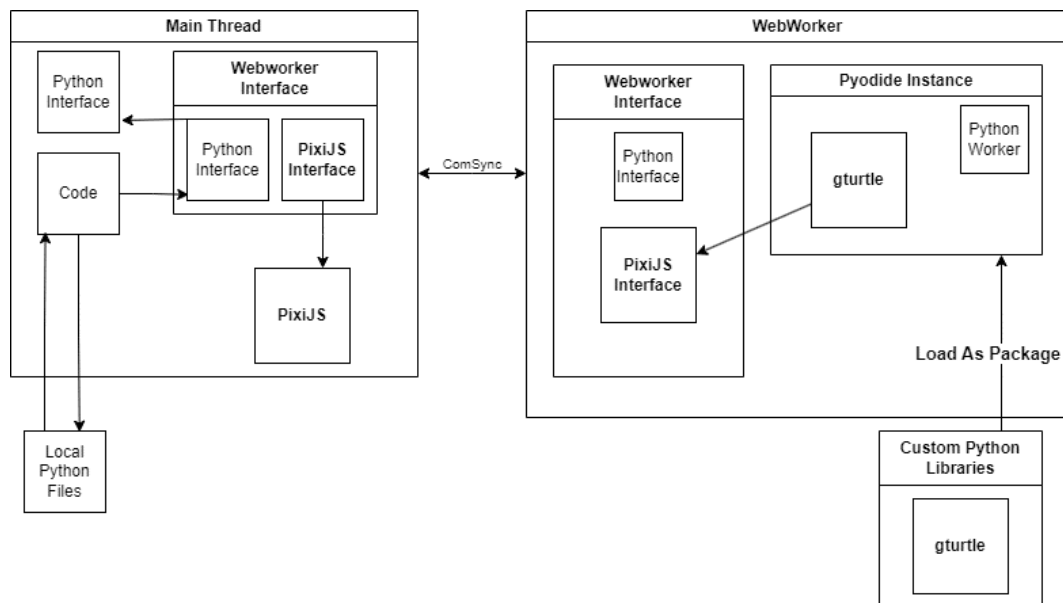 Main Thread
Python
Interface
Webworker
Interface
Python
Interface
PixiJS
Interface
Code
PixiJS
Local
Python
Files
ComSync
WebWorker
Webworker
Interface
Python
Interface
PixiJS
Interface
Pyodide Instance
Python
Worker
gturtle
Load As Package
Custom Python
Libraries
gturtle